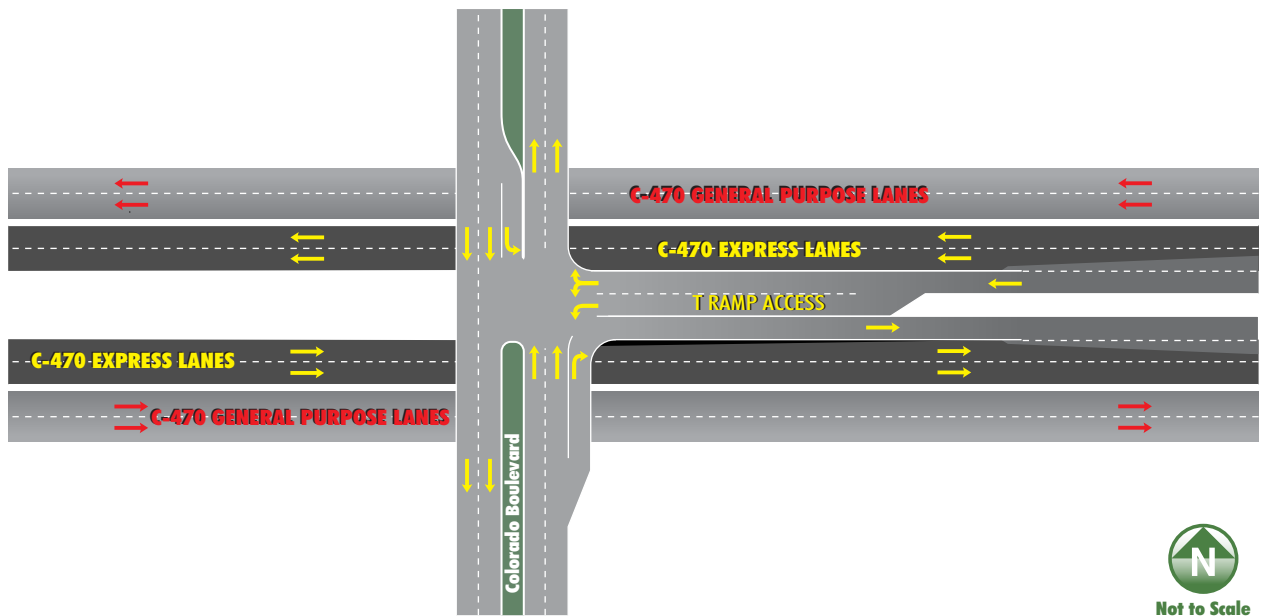 C-470 GENERAL PURPOSE LANES
C-470 EXPRESS LANES
T RAMP ACCESS
C-470 EXPRESS LANES
C-470 GENERAL PURPOSE LANES
Colorado Boulevard
N
Not to Scale